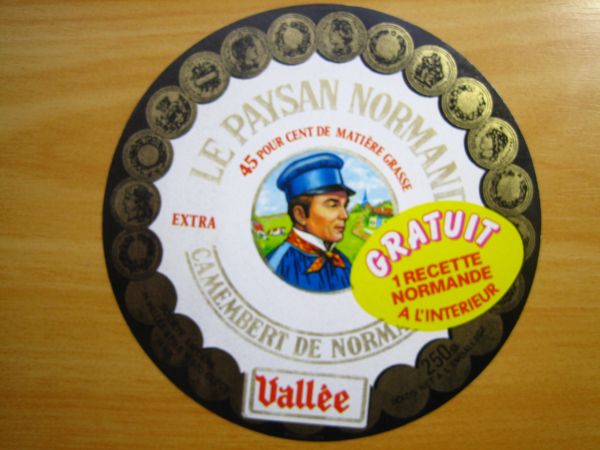 LE PAYSAN NORMAND
45 POUR CENT DE MATIÈRE GRASSE
EXTRA
GRATUIT
1 RECETTE
NORMANDE
A L'INTERIEUR
CAMEMBERT DE NORMA
Vallée
250g